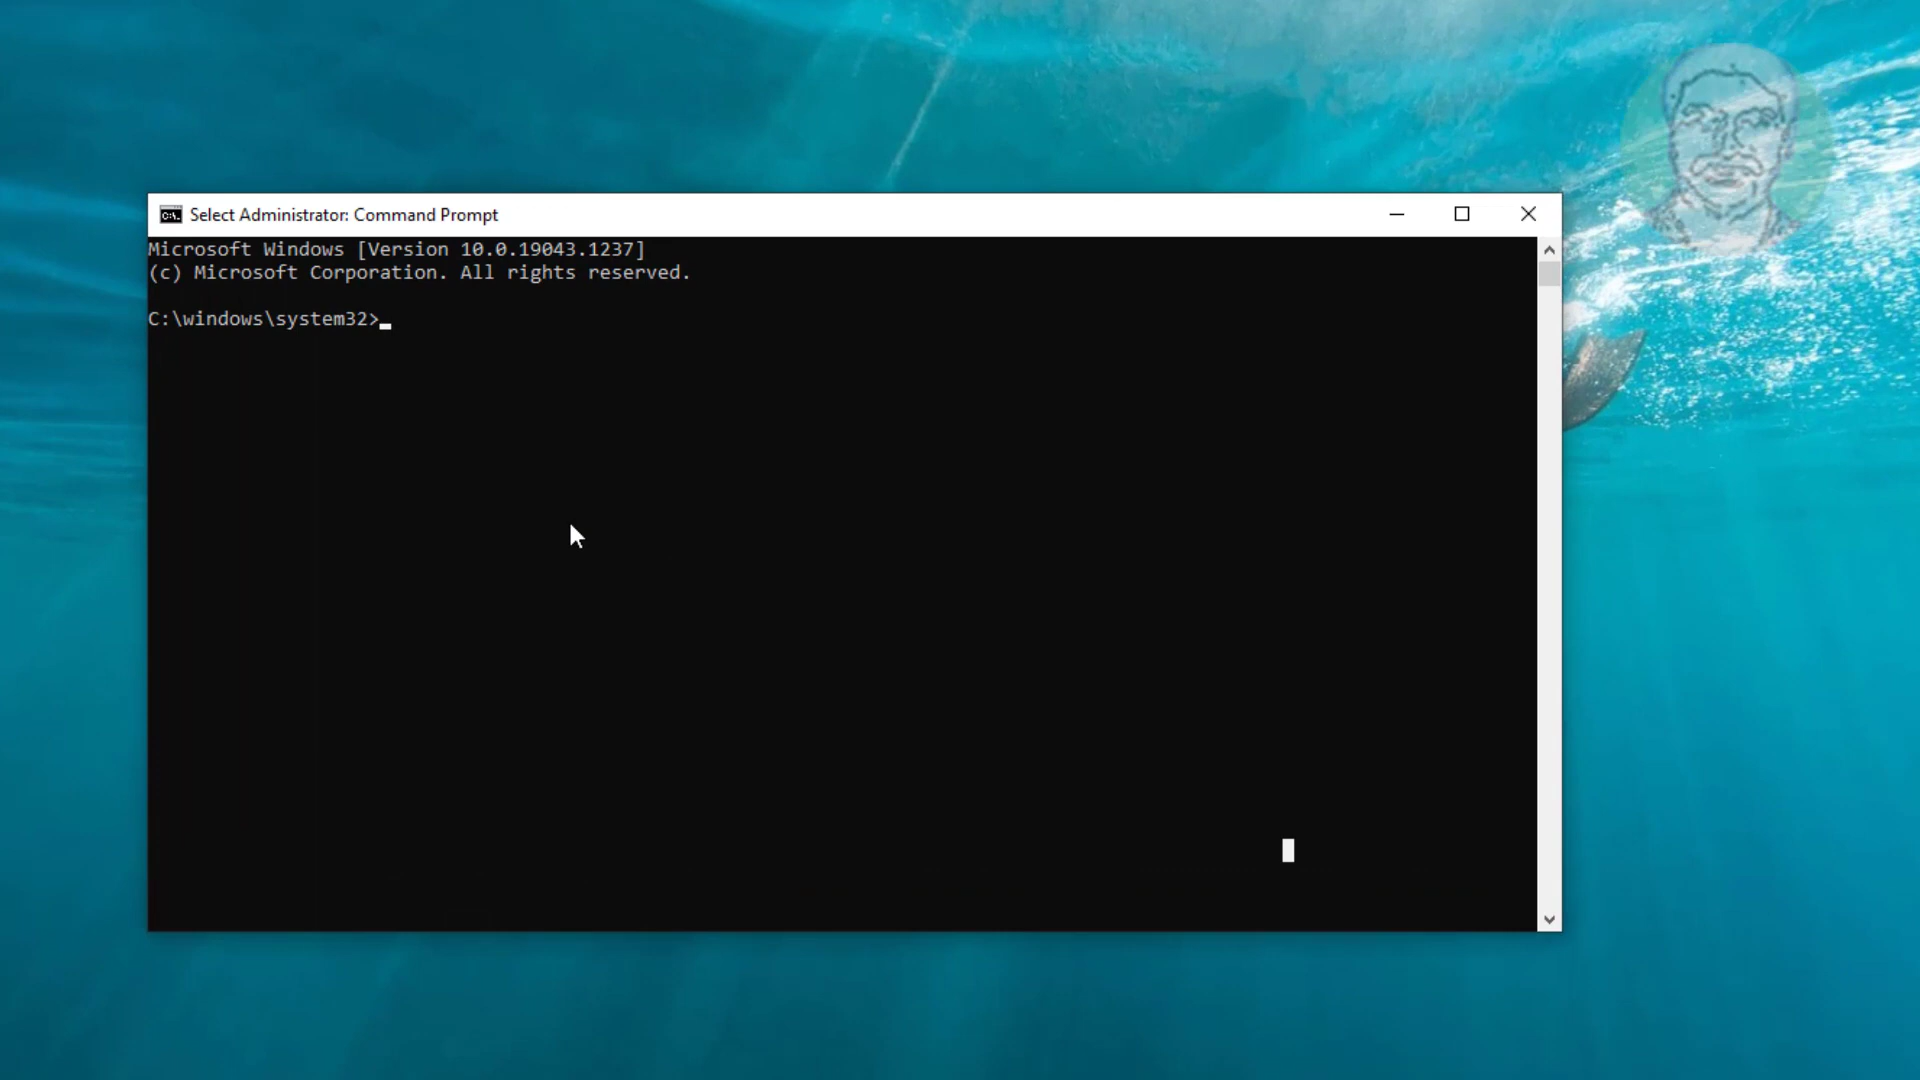 Select Administrator: Command Prompt
Microsoft Windows [Version 10.0.19043.1237]
(c) Microsoft Corporation. All rights reserved.
C:\windows\system32>